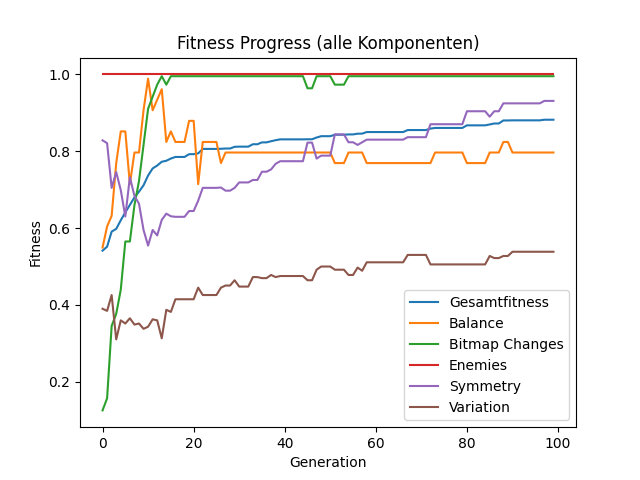 Fitness Progress (alle Komponenten)
Fitness
1.0
0.8
0.6
0.4
0.2
0 20 40 60 80 100
Generation
Gesamtfitness
Balance
Bitmap Changes
Enemies
Symmetry
Variation